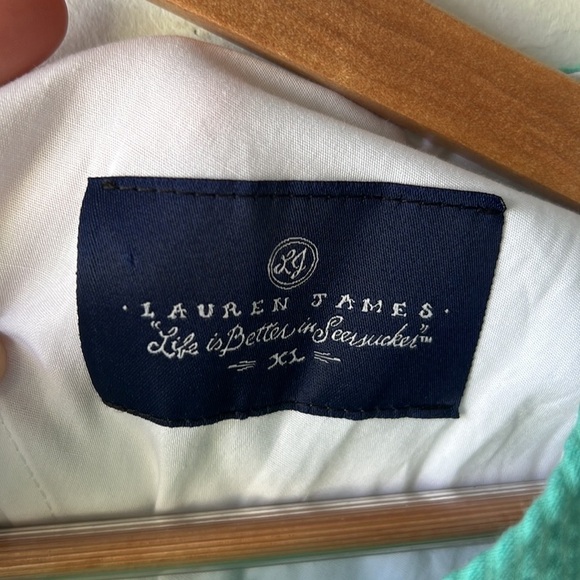 LJ
· LAUREN JAMES ·
"Life is Better in Seersucker"™
XL